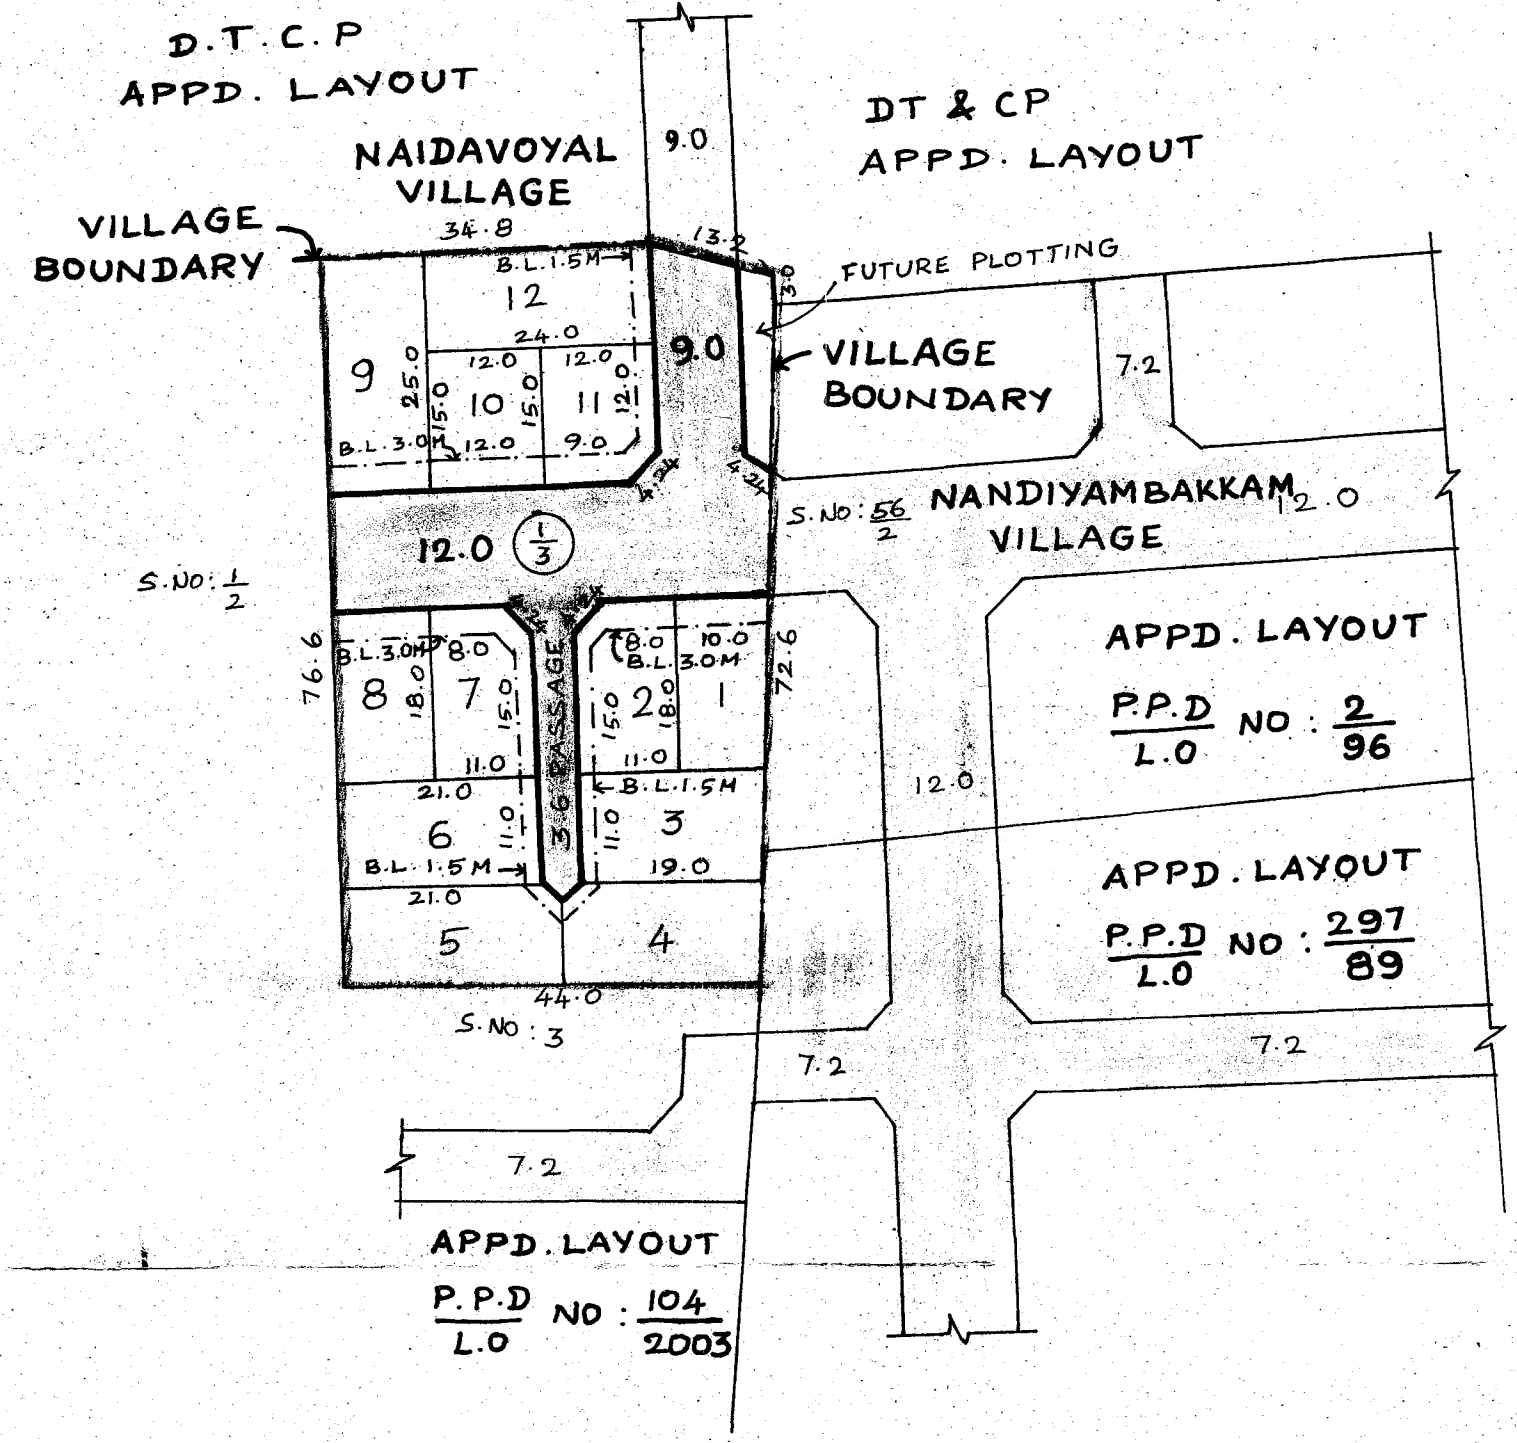 D.T.C.P
APPD. LAYOUT
DT & CP
APPD. LAYOUT
9.0
NAIDAVOYAL
VILLAGE
VILLAGE
BOUNDARY
34.8
13.2
3.0
FUTURE PLOTTING
B.L.1.5M
12
24.0
9
25.0
12.0
12.0
15.0
10
15.0
11
12.0
B.L.3.0M
12.0
9.0
9.0
4.24
4.24
VILLAGE
BOUNDARY
7.2
S.NO: 56/2
NANDIYAMBAKKAM
VILLAGE
12.0
12.0
1/3
S.NO: 1/2
4.24
4.24
76.6
72.6
B.L.3.0M
8.0
8
18.0
7
15.0
11.0
3.6 PASSAGE
8.0
10.0
B.L.3.0M
15.0
2
18.0
1
11.0
21.0
6
11.0
B.L.1.5M
B.L.1.5M
11.0
3
19.0
21.0
5
4
44.0
S.NO: 3
12.0
APPD. LAYOUT
P.P.D/L.O NO: 2/96
APPD. LAYOUT
P.P.D/L.O NO: 297/89
7.2
7.2
7.2
APPD. LAYOUT
P.P.D/L.O NO: 104/2003